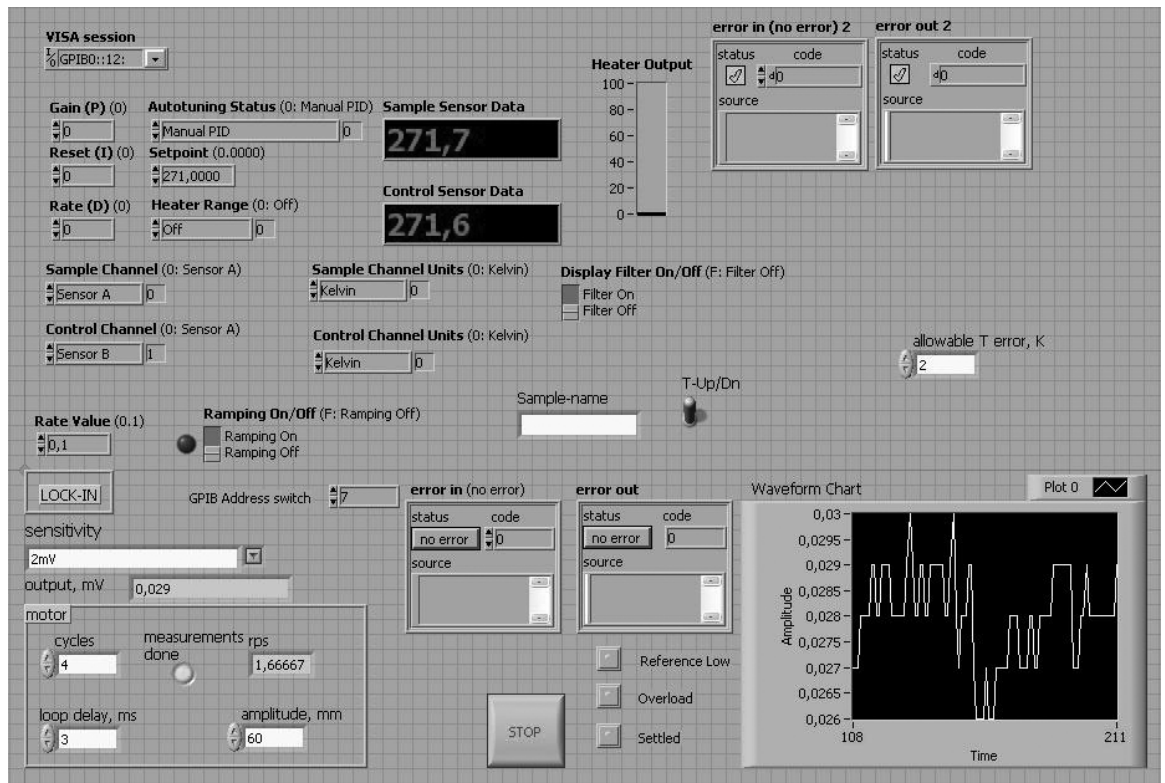 VISA session
GPIB0::12:
error in (no error) 2
status code
d0
source
error out 2
status code
d0
source
Heater Output
100
80
60
40
20
0
Gain (P) (0)
0
Autotuning Status (0: Manual PID)
Manual PID 0
Sample Sensor Data
271,7
Reset (I) (0)
0
Setpoint (0.0000)
271,0000
Control Sensor Data
271,6
Rate (D) (0)
0
Heater Range (0: Off)
Off 0
Sample Channel (0: Sensor A)
Sensor A 0
Sample Channel Units (0: Kelvin)
Kelvin 0
Display Filter On/Off (F: Filter Off)
Filter On
Filter Off
Control Channel (0: Sensor A)
Sensor B 1
Control Channel Units (0: Kelvin)
Kelvin 0
allowable T error, K
2
Rate Value (0.1)
0,1
Ramping On/Off (F: Ramping Off)
Ramping On
Ramping Off
Sample-name
T-Up/Dn
LOCK-IN
GPIB Address switch 7
sensitivity
2mV
output, mV 0,029
error in (no error)
status code
no error 0
source
error out
status code
no error 0
source
motor
cycles
4
measurements
done
rps
1,66667
loop delay, ms
3
amplitude, mm
60
STOP
Reference Low
Overload
Settled
Waveform Chart
Plot 0
Amplitude
0,03
0,0295
0,029
0,0285
0,028
0,0275
0,027
0,0265
0,026
108 211
Time